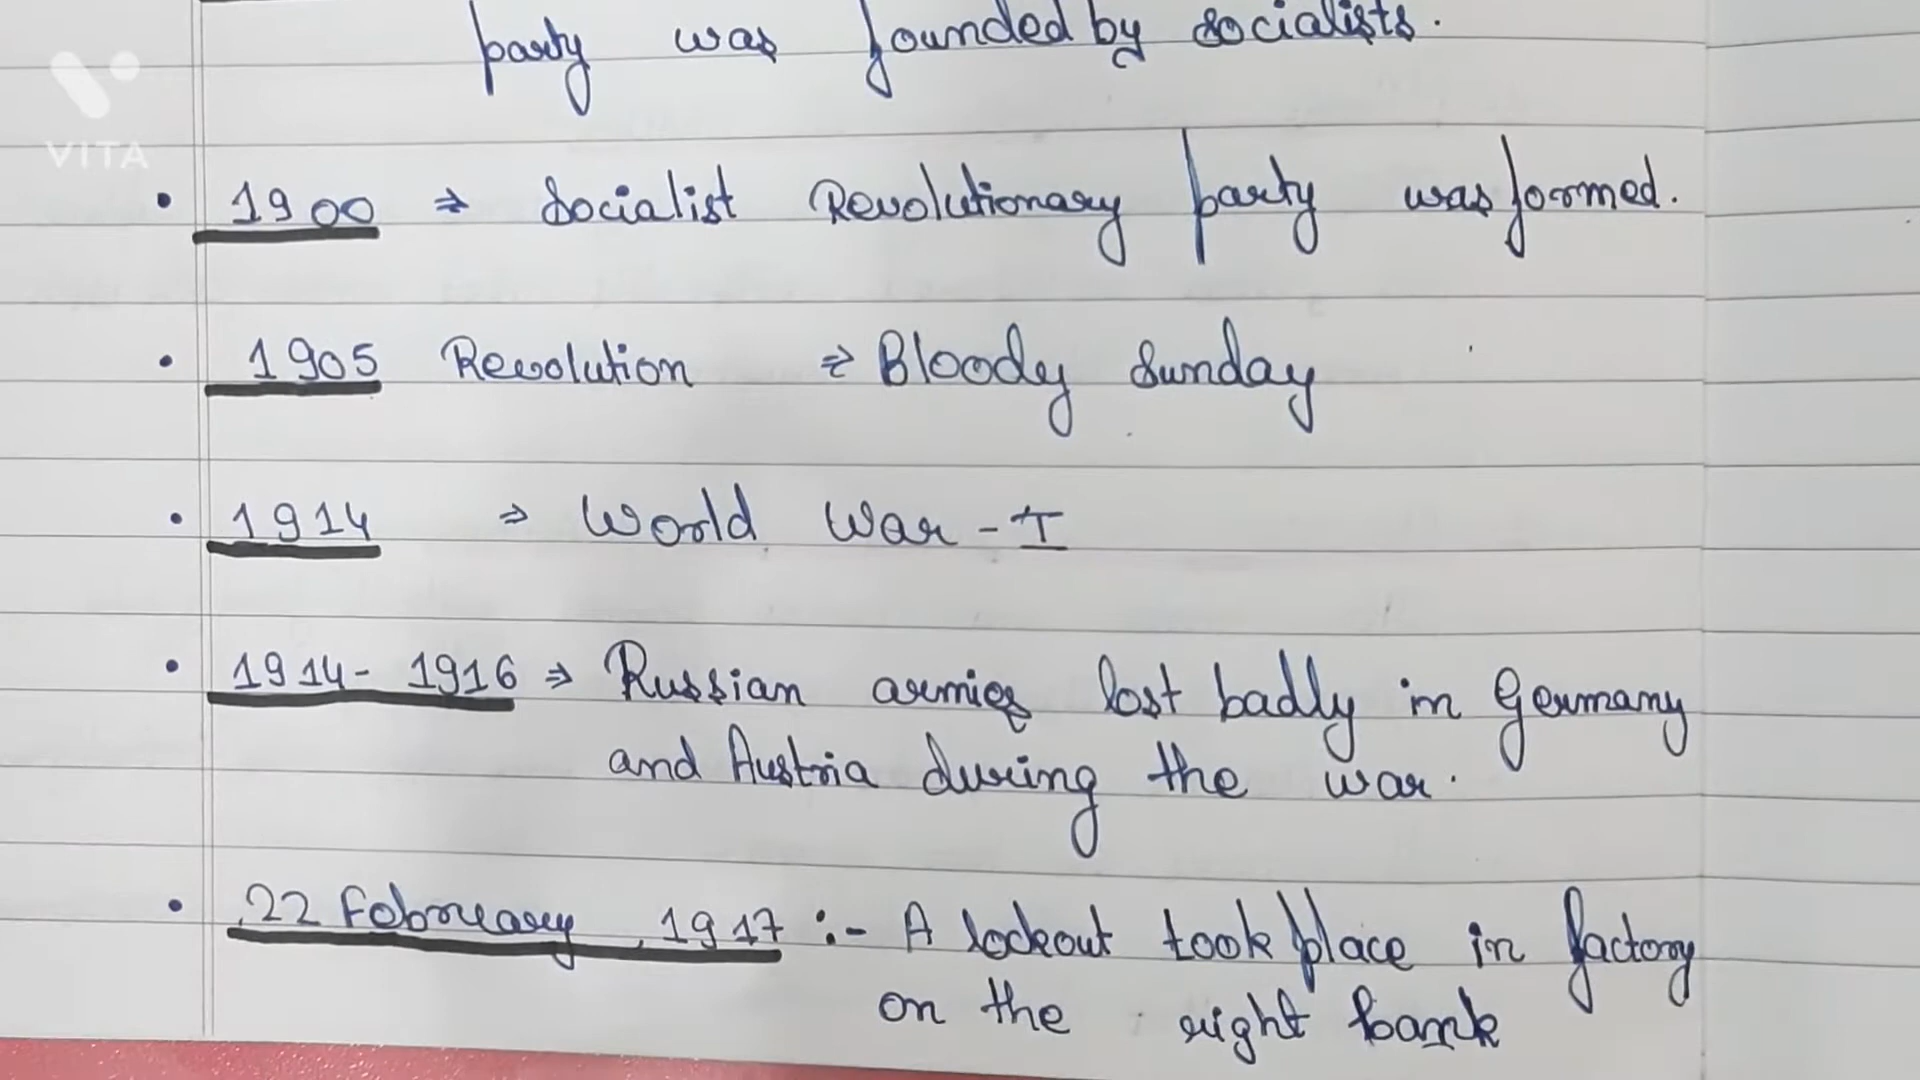 party was founded by socialists.
VITA
• 1900 ⇒ Socialist Revolutionary party was formed.
• 1905 Revolution ⇒ Bloody Sunday
• 1914 ⇒ World War - I
• 1914 - 1916 ⇒ Russian armies lost badly in Germany
and Austria during the war.
• 22 February, 1917 :- A lockout took place in factory
on the right bank